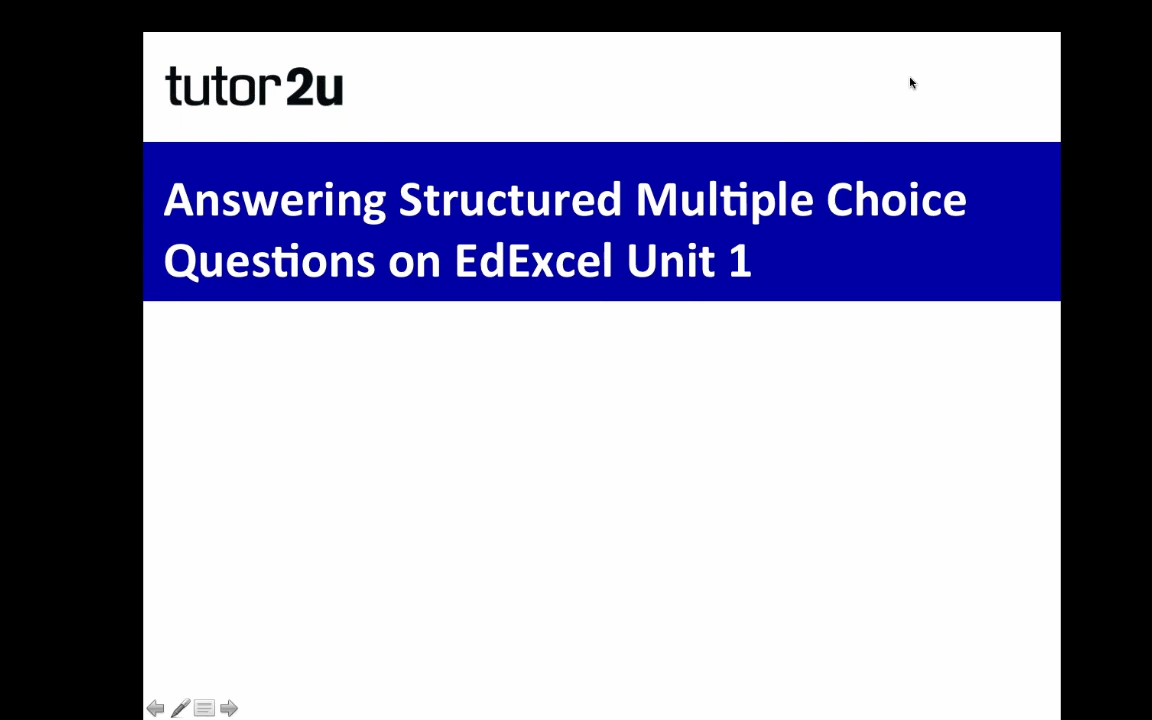 tutor2u
Answering Structured Multiple Choice
Questions on EdExcel Unit 1